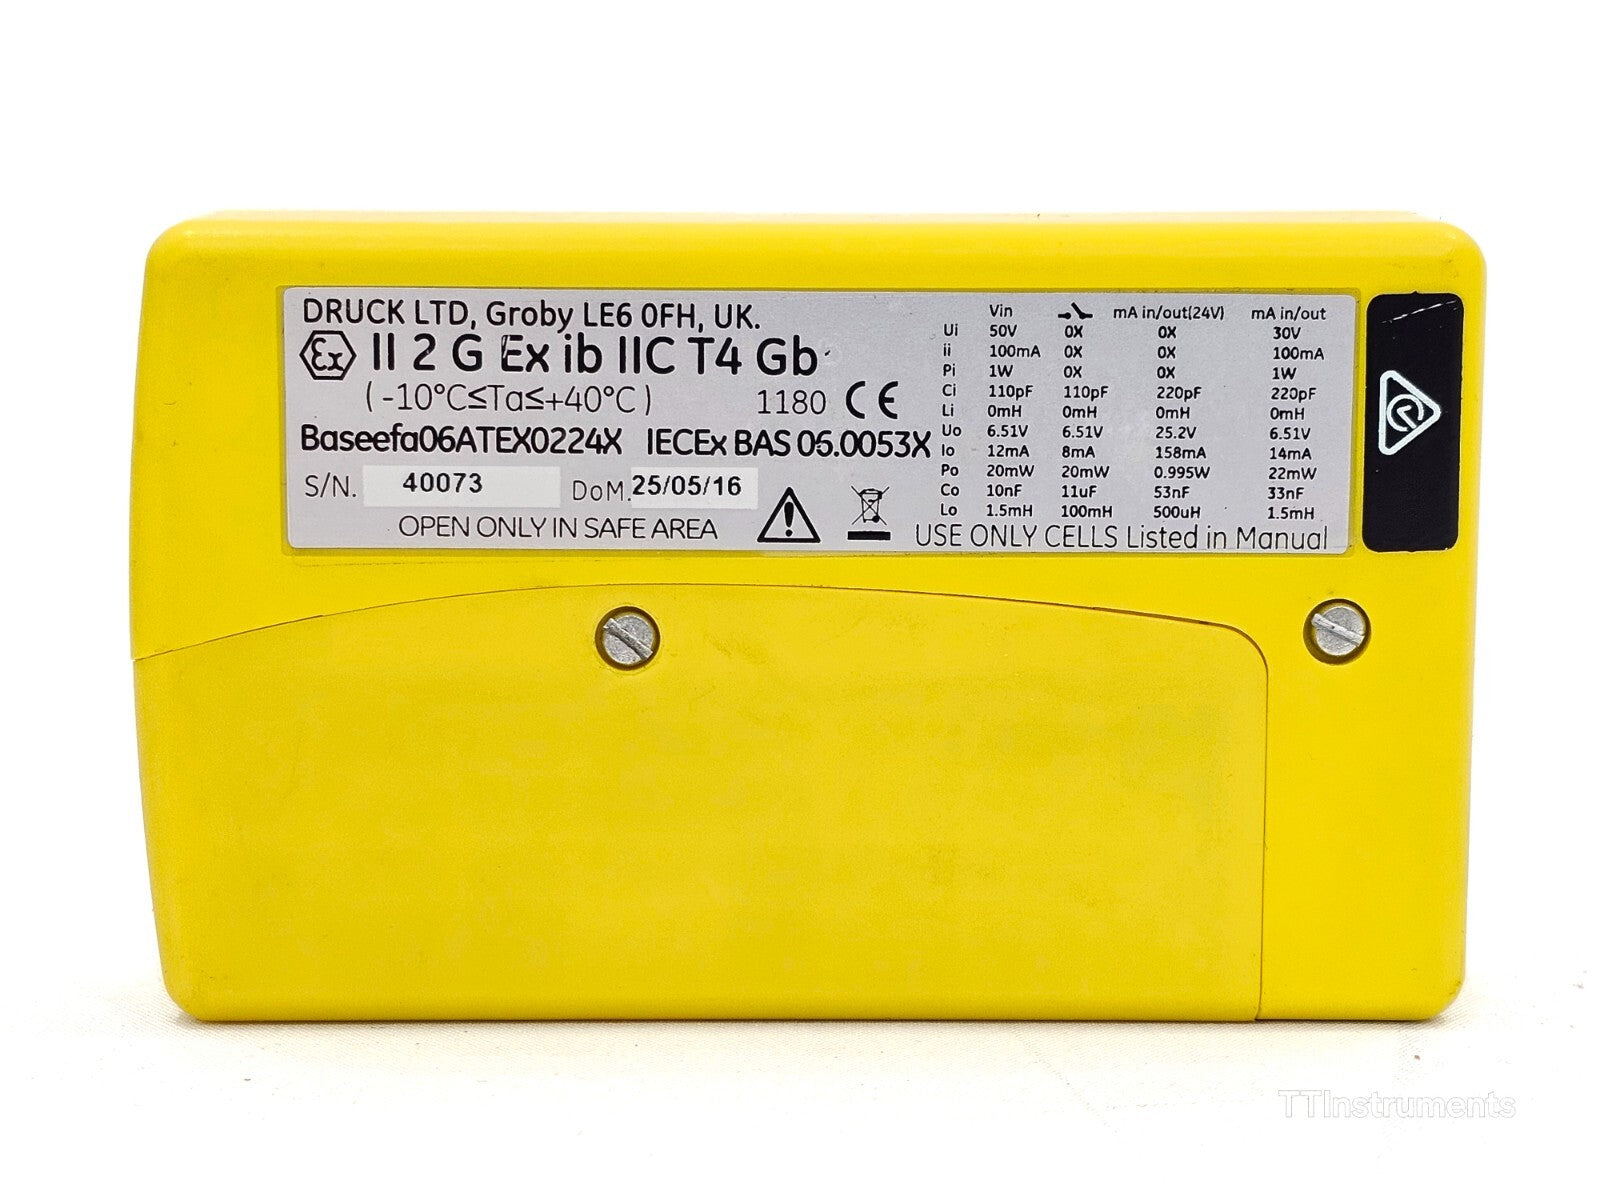 DRUCK LTD, Groby LE6 0FH, UK.
Ex II 2 G Ex ib IIC T4 Gb
(-10°C≤Ta≤+40°C) 1180 CE
Baseefa06ATEX0224X IECEx BAS 06.0053X
S/N. 40073 DoM. 25/05/16
OPEN ONLY IN SAFE AREA
Vin mA in/out(24V) mA in/out
Ui 50V 0X 0X 30V
ii 100mA 0X 0X 100mA
Pi 1W 0X 0X 1W
Ci 110pF 110pF 220pF 220pF
Li 0mH 0mH 0mH 0mH
Uo 6.51V 6.51V 25.2V 6.51V
Io 12mA 8mA 158mA 14mA
Po 20mW 20mW 0.995W 22mW
Co 10nF 11uF 53nF 33nF
Lo 1.5mH 100mH 500uH 1.5mH
USE ONLY CELLS Listed in Manual
TTInstruments